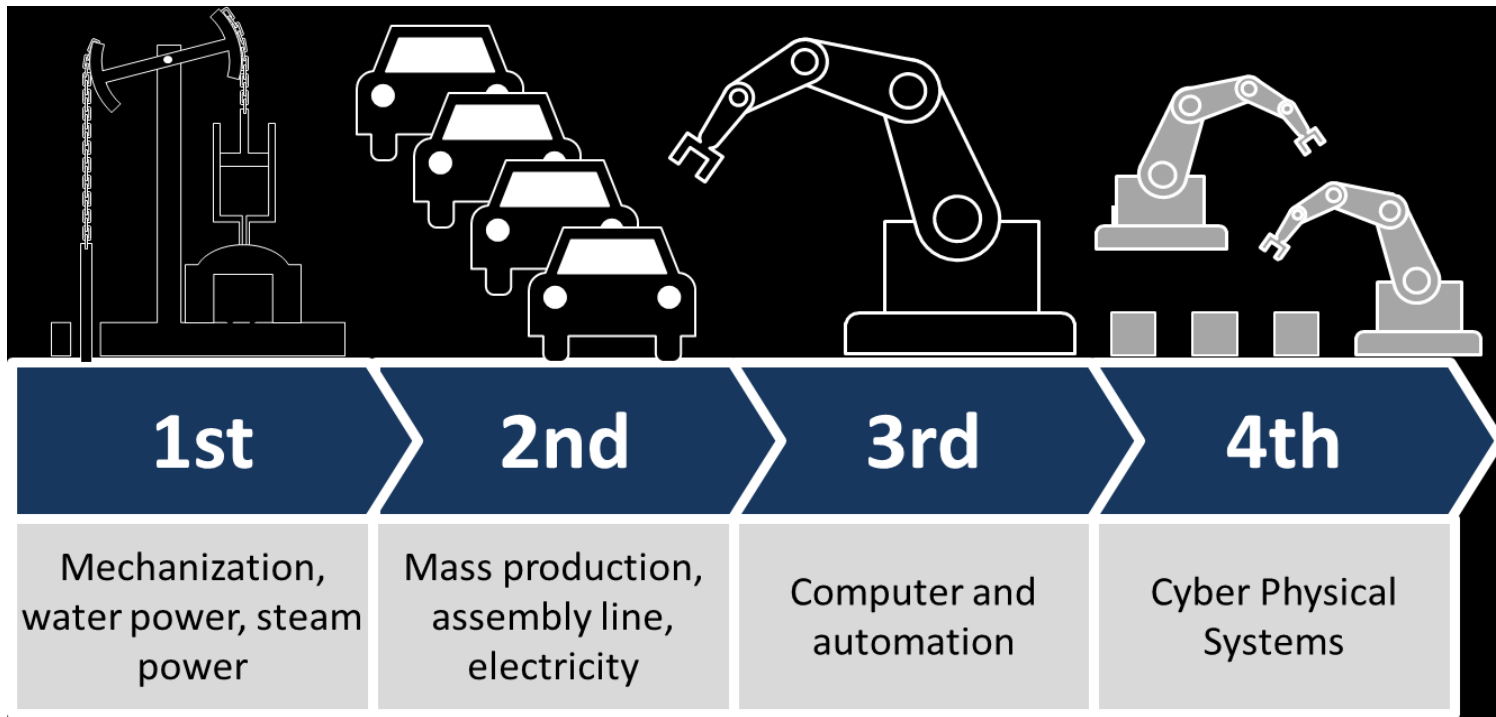 1st
2nd
3rd
4th
Mechanization,
water power, steam
power
Mass production,
assembly line,
electricity
Computer and
automation
Cyber Physical
Systems